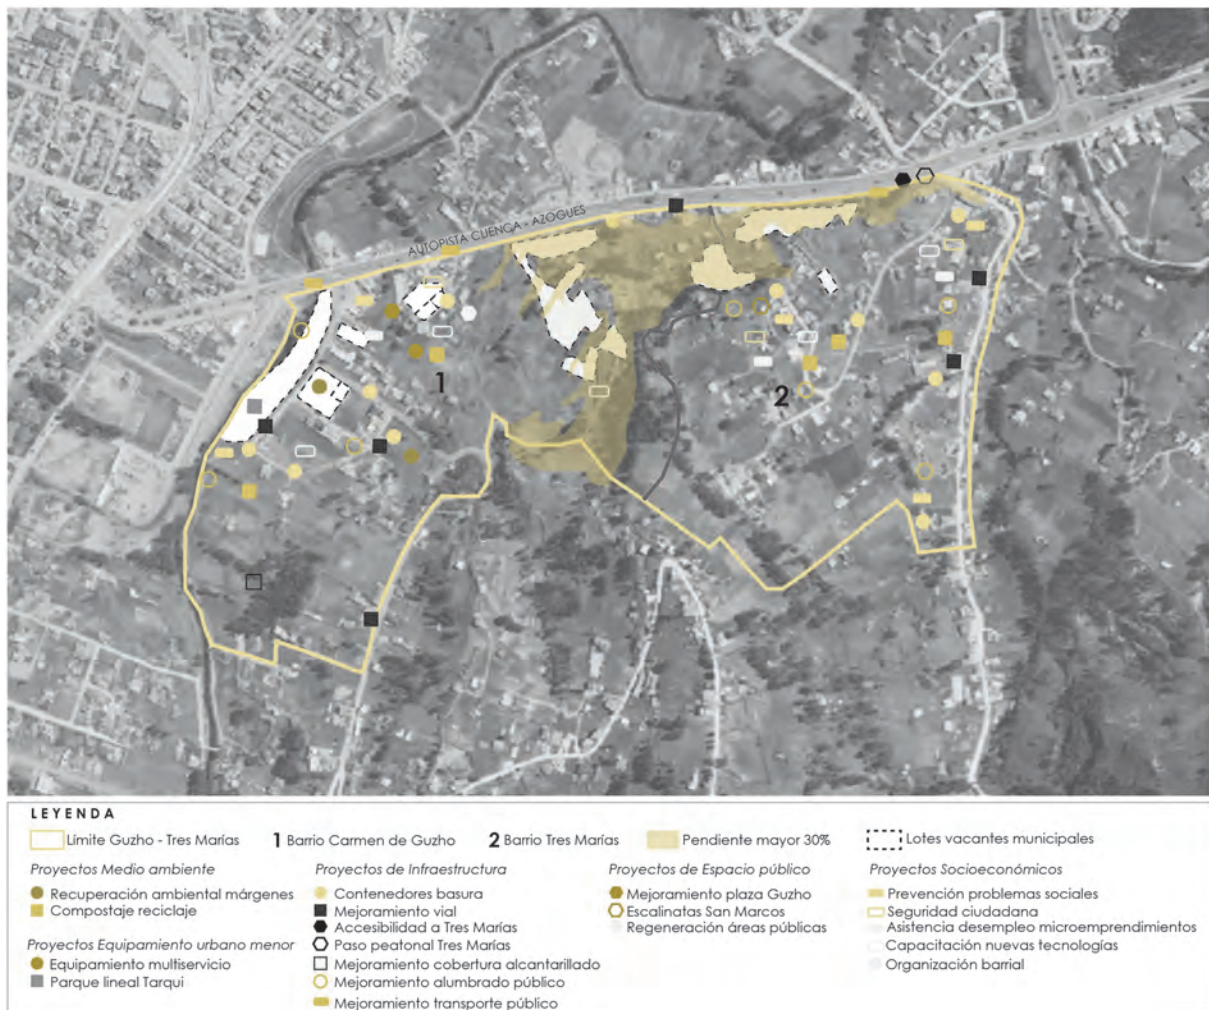 AUTOPISTA CUENCA - AZOGUES
1
2
LEYENDA
Límite Guzho - Tres Marías
1 Barrio Carmen de Guzho
2 Barrio Tres Marías
Pendiente mayor 30%
Lotes vacantes municipales
Proyectos Medio ambiente
Recuperación ambiental márgenes
Compostaje reciclaje
Proyectos Equipamiento urbano menor
Equipamiento multiservicio
Parque lineal Tarqui
Proyectos de Infraestructura
Contenedores basura
Mejoramiento vial
Accesibilidad a Tres Marías
Paso peatonal Tres Marías
Mejoramiento cobertura alcantarillado
Mejoramiento alumbrado público
Mejoramiento transporte público
Proyectos de Espacio público
Mejoramiento plaza Guzho
Escalinatas San Marcos
Regeneración áreas públicas
Proyectos Socioeconómicos
Prevención problemas sociales
Seguridad ciudadana
Asistencia desempleo microemprendimientos
Capacitación nuevas tecnologías
Organización barrial